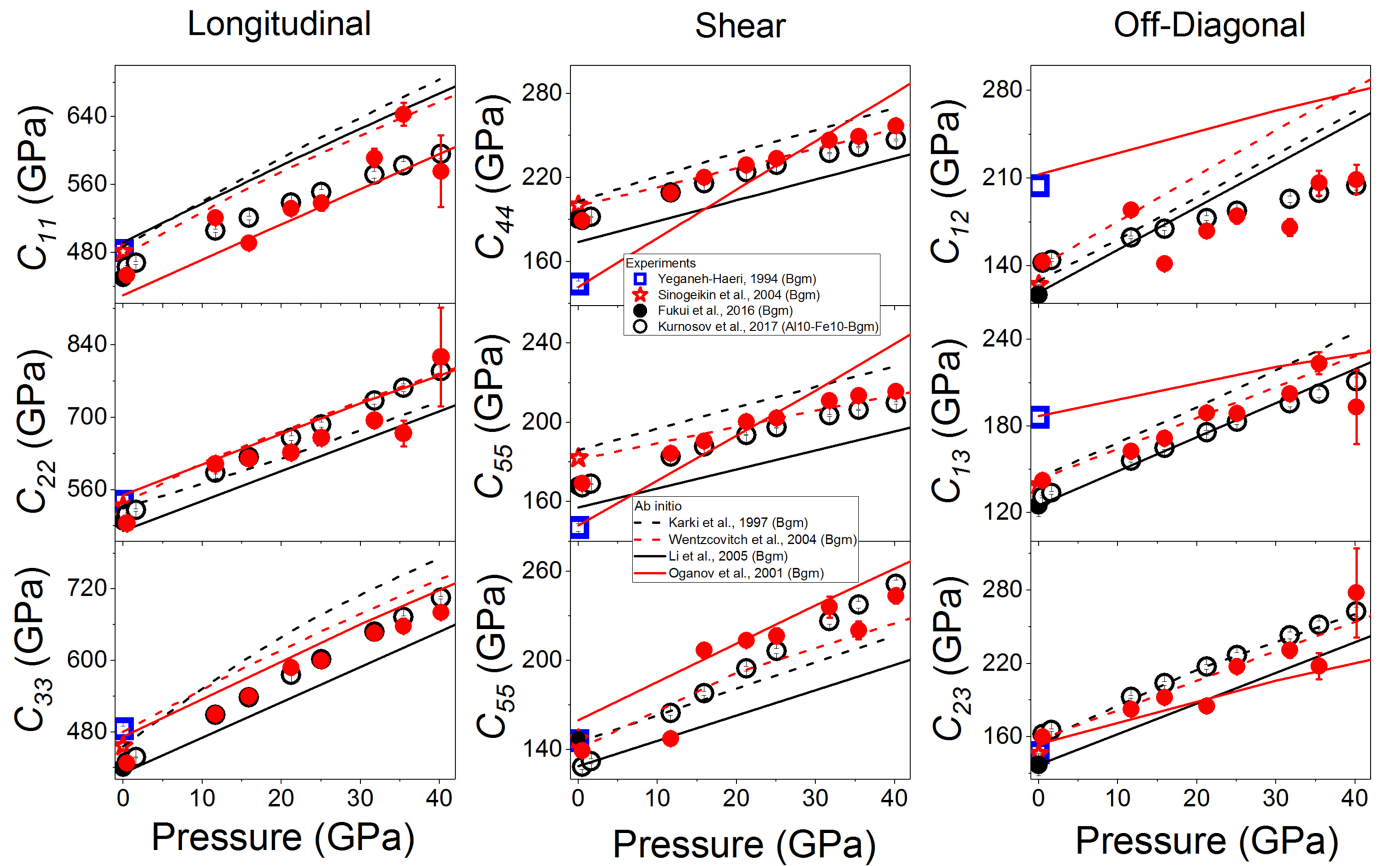 Longitudinal
Shear
Off-Diagonal
C11 (GPa)
640
560
480
C44 (GPa)
280
220
160
C12 (GPa)
280
210
140
Experiments
Yeganeh-Haeri, 1994 (Bgm)
Sinogeikin et al., 2004 (Bgm)
Fukui et al., 2016 (Bgm)
Kurnosov et al., 2017 (Al10-Fe10-Bgm)
C22 (GPa)
840
700
560
C55 (GPa)
240
200
160
C13 (GPa)
240
180
120
Ab initio
Karki et al., 1997 (Bgm)
Wentzcovitch et al., 2004 (Bgm)
Li et al., 2005 (Bgm)
Oganov et al., 2001 (Bgm)
C33 (GPa)
720
600
480
C55 (GPa)
260
200
140
C23 (GPa)
280
220
160
0 10 20 30 40
0 10 20 30 40
0 10 20 30 40
Pressure (GPa)
Pressure (GPa)
Pressure (GPa)